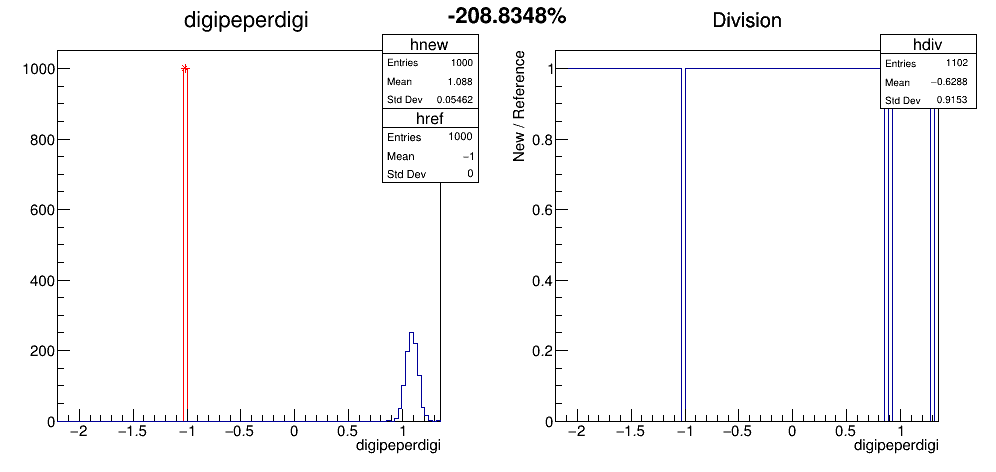 -208.8348%
digipeperdigi
hnew
Entries 1000
Mean 1.088
Std Dev 0.05462
href
Entries 1000
Mean −1
Std Dev 0
1000
800
600
400
200
0
−2 −1.5 −1 −0.5 0 0.5 1
digipeperdigi
Division
hdiv
Entries 1102
Mean −0.6288
Std Dev 0.9153
New / Reference
1
0.8
0.6
0.4
0.2
0
−2 −1.5 −1 −0.5 0 0.5 1
digipeperdigi